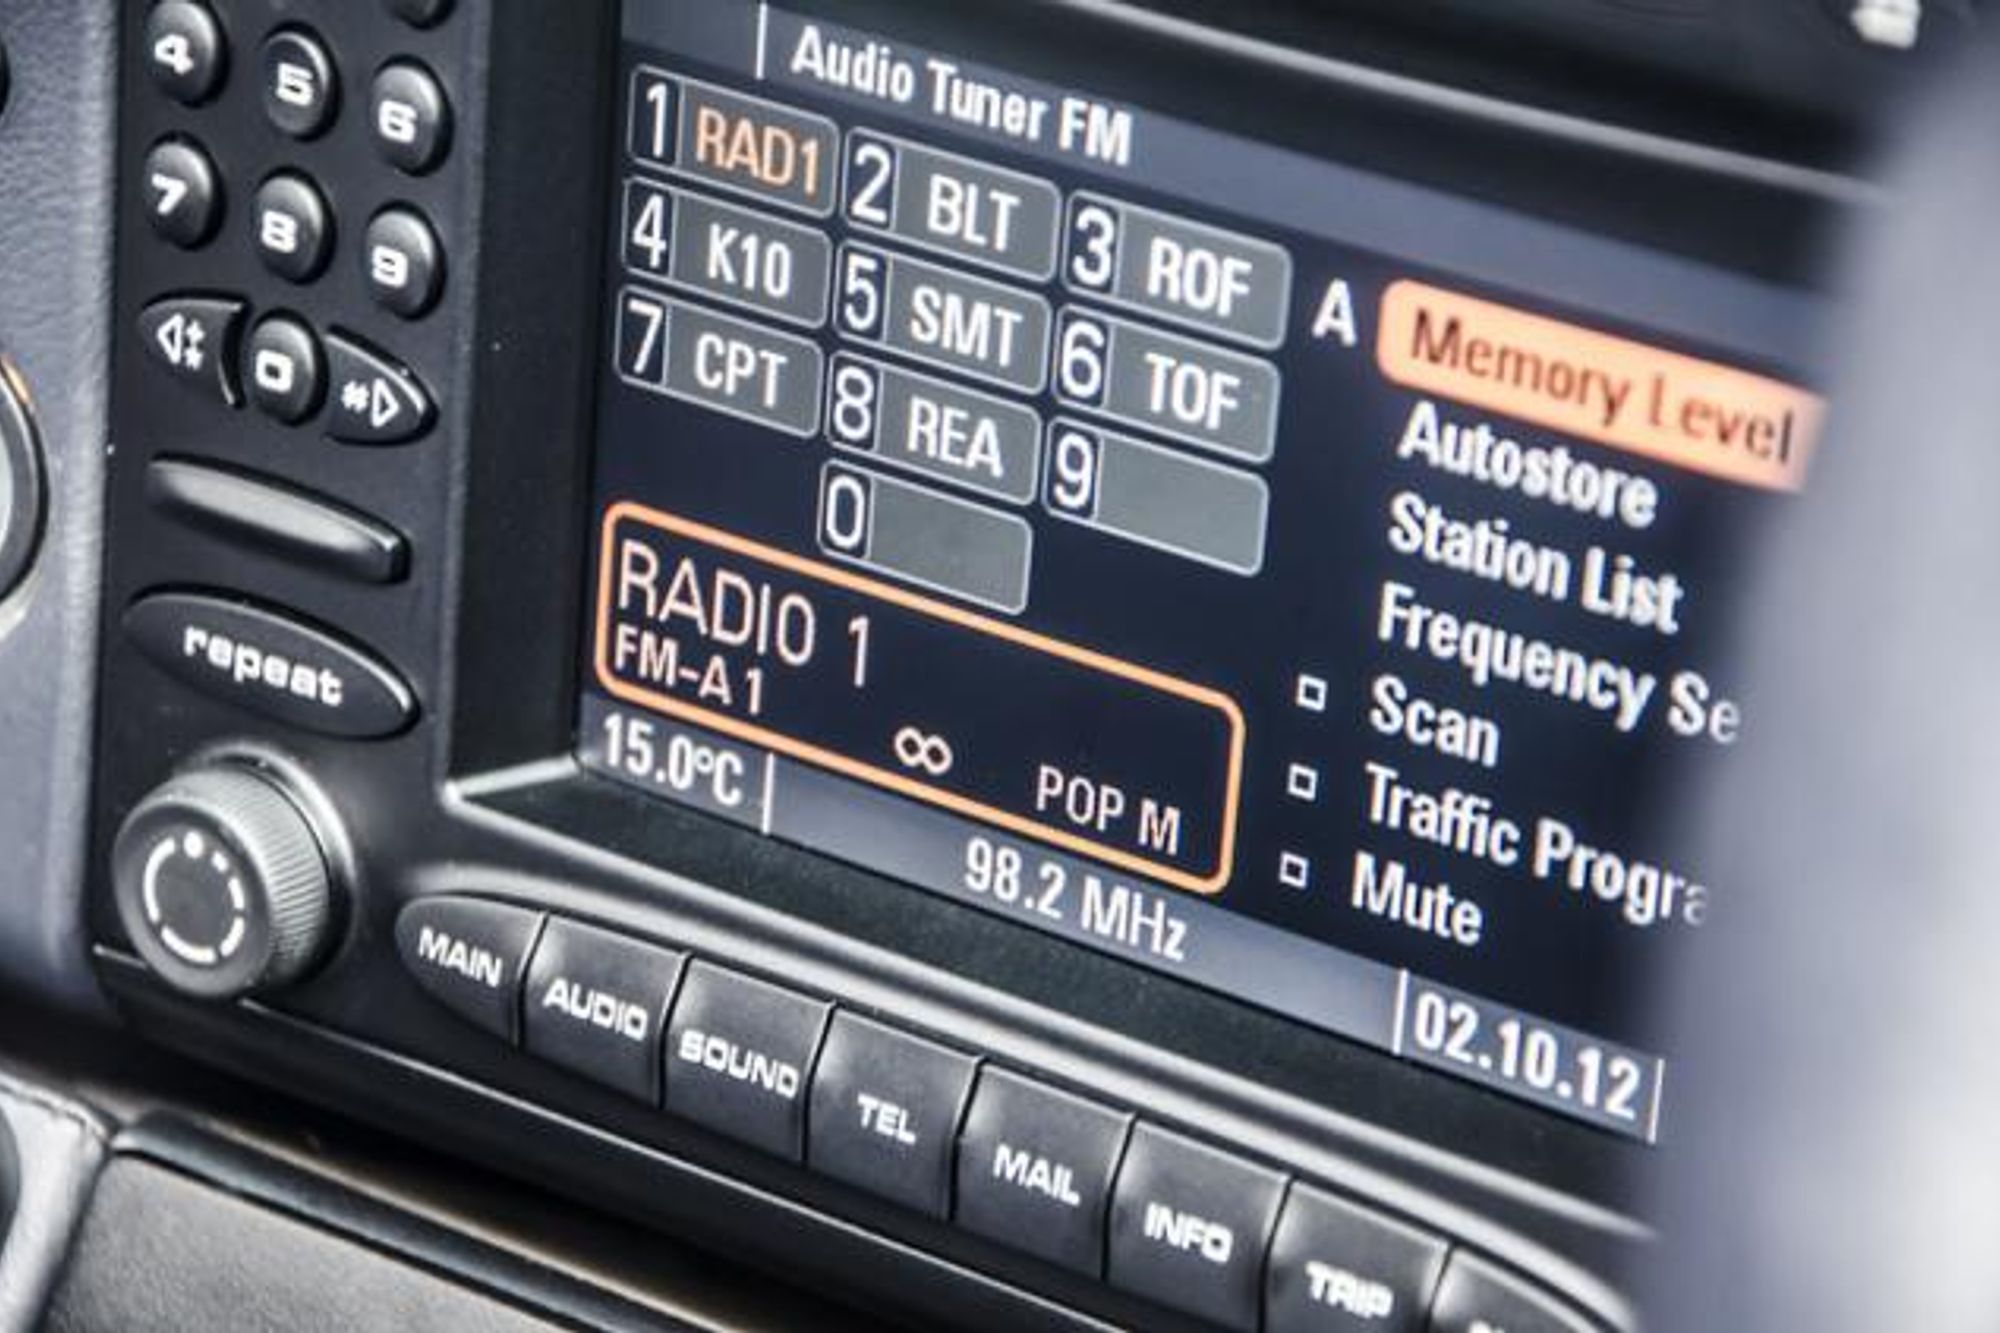 4
5
6
7
8
9
0
#
repeat
Audio Tuner FM
1 RAD1
2 BLT
3 ROF
4 K10
5 SMT
6 TOF
7 CPT
8 REA
9
0
RADIO 1
FM-A 1
∞ POP M
15.0°C
98.2 MHz
02.10.12
A Memory Level
Autostore
Station List
Frequency Se
Scan
Traffic Progra
Mute
MAIN
AUDIO
SOUND
TEL
MAIL
INFO
TRIP